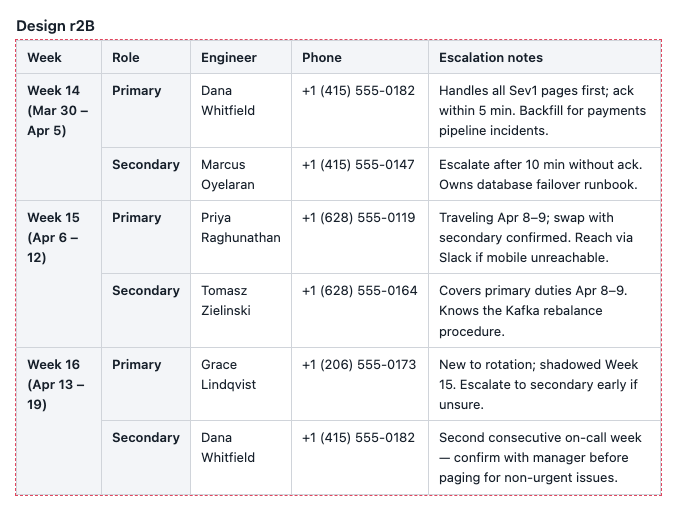 Design r2B
Week Role Engineer Phone Escalation notes
Week 14
(Mar 30 –
Apr 5)
Primary
Dana
Whitfield
+1 (415) 555-0182
Handles all Sev1 pages first; ack
within 5 min. Backfill for payments
pipeline incidents.
Secondary
Marcus
Oyelaran
+1 (415) 555-0147
Escalate after 10 min without ack.
Owns database failover runbook.
Week 15
(Apr 6 –
12)
Primary
Priya
Raghunathan
+1 (628) 555-0119
Traveling Apr 8–9; swap with
secondary confirmed. Reach via
Slack if mobile unreachable.
Secondary
Tomasz
Zielinski
+1 (628) 555-0164
Covers primary duties Apr 8–9.
Knows the Kafka rebalance
procedure.
Week 16
(Apr 13 –
19)
Primary
Grace
Lindqvist
+1 (206) 555-0173
New to rotation; shadowed Week
15. Escalate to secondary early if
unsure.
Secondary
Dana
Whitfield
+1 (415) 555-0182
Second consecutive on-call week
— confirm with manager before
paging for non-urgent issues.